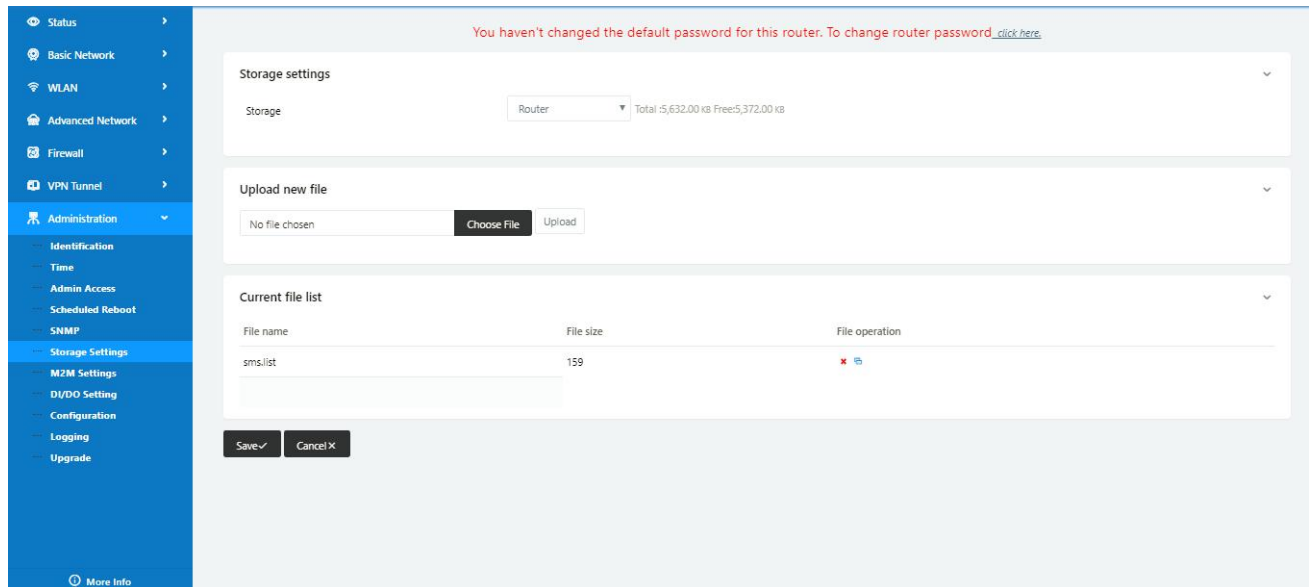 Status
Basic Network
WLAN
Advanced Network
Firewall
VPN Tunnel
Administration
Identification
Time
Admin Access
Scheduled Reboot
SNMP
Storage Settings
M2M Settings
DI/DO Setting
Configuration
Logging
Upgrade
More Info
You haven't changed the default password for this router. To change router password click here.
Storage settings
Storage Router Total :5,632.00 KB Free:5,372.00 KB
Upload new file
No file chosen Choose File Upload
Current file list
File name File size File operation
sms.list 159
Save Cancel